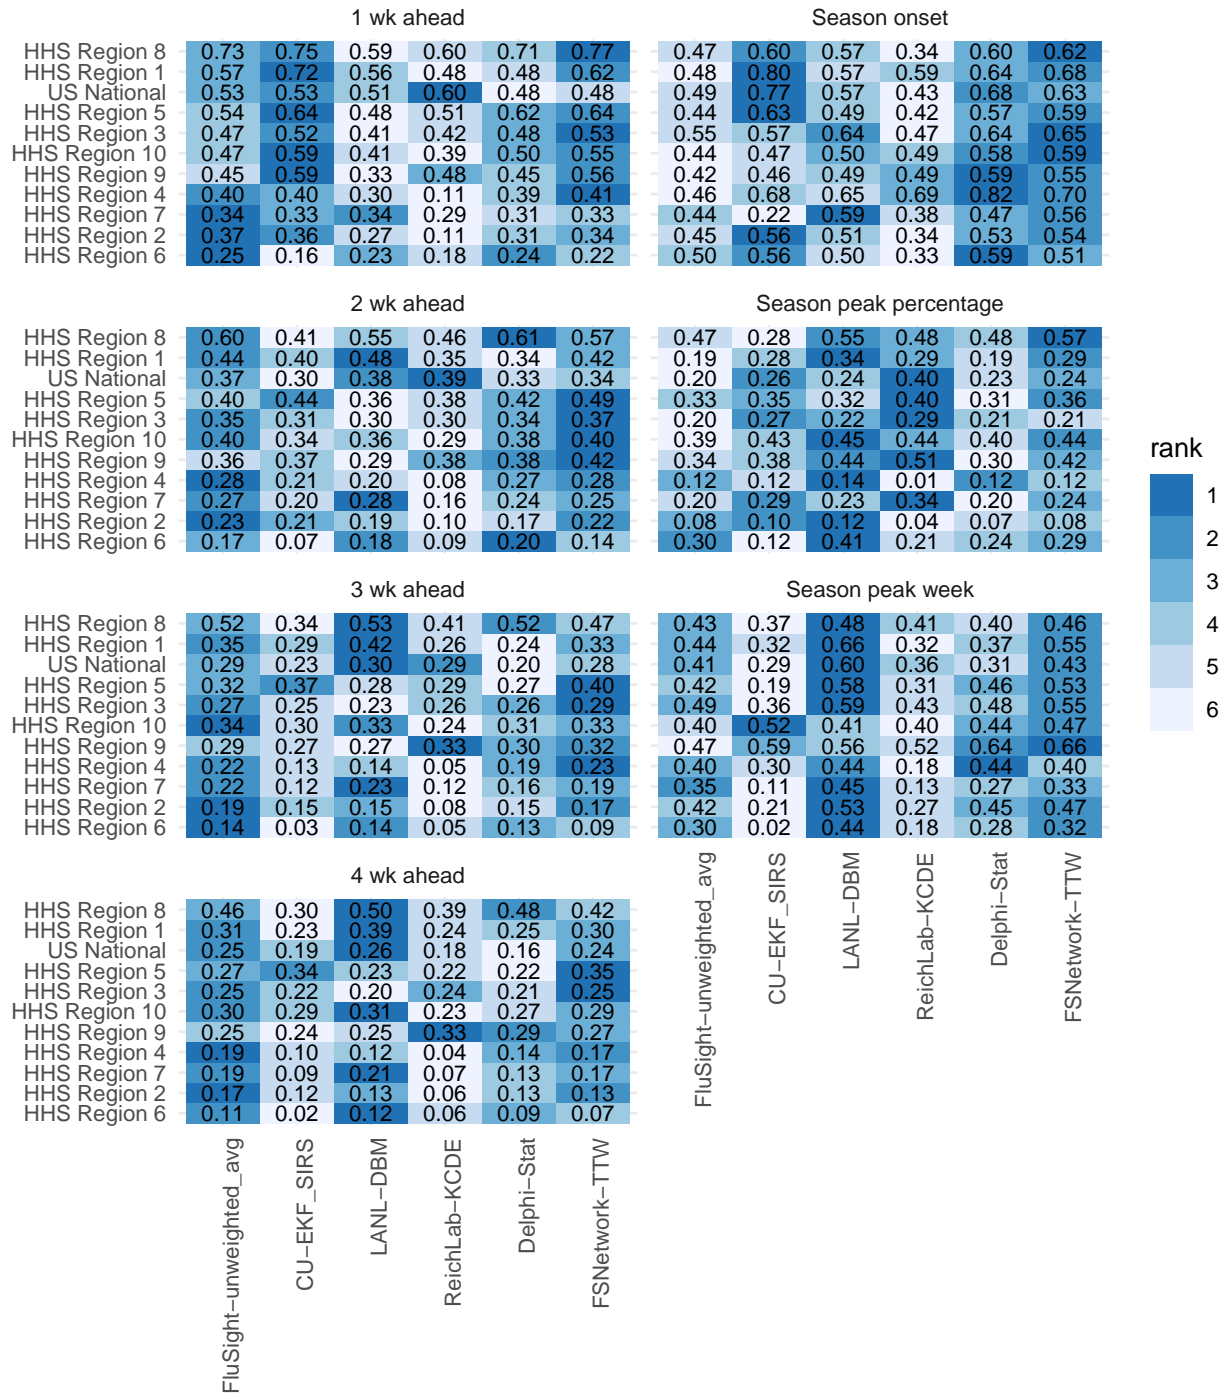 1 wk ahead
HHS Region 8 0.73 0.75 0.59 0.60 0.71 0.77
HHS Region 1 0.57 0.72 0.56 0.48 0.48 0.62
US National 0.53 0.53 0.51 0.60 0.48 0.48
HHS Region 5 0.54 0.64 0.48 0.51 0.62 0.64
HHS Region 3 0.47 0.52 0.41 0.42 0.48 0.53
HHS Region 10 0.47 0.59 0.41 0.39 0.50 0.55
HHS Region 9 0.45 0.59 0.33 0.48 0.45 0.56
HHS Region 4 0.40 0.40 0.30 0.11 0.39 0.41
HHS Region 7 0.34 0.33 0.34 0.29 0.31 0.33
HHS Region 2 0.37 0.36 0.27 0.11 0.31 0.34
HHS Region 6 0.25 0.16 0.23 0.18 0.24 0.22
Season onset
0.47 0.60 0.57 0.34 0.60 0.62
0.48 0.80 0.57 0.59 0.64 0.68
0.49 0.77 0.57 0.43 0.68 0.63
0.44 0.63 0.49 0.42 0.57 0.59
0.55 0.57 0.64 0.47 0.64 0.65
0.44 0.47 0.50 0.49 0.58 0.59
0.42 0.46 0.49 0.49 0.59 0.55
0.46 0.68 0.65 0.69 0.82 0.70
0.44 0.22 0.59 0.38 0.47 0.56
0.45 0.56 0.51 0.34 0.53 0.54
0.50 0.56 0.50 0.33 0.59 0.51
2 wk ahead
HHS Region 8 0.60 0.41 0.55 0.46 0.61 0.57
HHS Region 1 0.44 0.40 0.48 0.35 0.34 0.42
US National 0.37 0.30 0.38 0.39 0.33 0.34
HHS Region 5 0.40 0.44 0.36 0.38 0.42 0.49
HHS Region 3 0.35 0.31 0.30 0.30 0.34 0.37
HHS Region 10 0.40 0.34 0.36 0.29 0.38 0.40
HHS Region 9 0.36 0.37 0.29 0.38 0.38 0.42
HHS Region 4 0.28 0.21 0.20 0.08 0.27 0.28
HHS Region 7 0.27 0.20 0.28 0.16 0.24 0.25
HHS Region 2 0.23 0.21 0.19 0.10 0.17 0.22
HHS Region 6 0.17 0.07 0.18 0.09 0.20 0.14
Season peak percentage
0.47 0.28 0.55 0.48 0.48 0.57
0.19 0.28 0.34 0.29 0.19 0.29
0.20 0.26 0.24 0.40 0.23 0.24
0.33 0.35 0.32 0.40 0.31 0.36
0.20 0.27 0.22 0.29 0.21 0.21
0.39 0.43 0.45 0.44 0.40 0.44
0.34 0.38 0.44 0.51 0.30 0.42
0.12 0.12 0.14 0.01 0.12 0.12
0.20 0.29 0.23 0.34 0.20 0.24
0.08 0.10 0.12 0.04 0.07 0.08
0.30 0.12 0.41 0.21 0.24 0.29
3 wk ahead
HHS Region 8 0.52 0.34 0.53 0.41 0.52 0.47
HHS Region 1 0.35 0.29 0.42 0.26 0.24 0.33
US National 0.29 0.23 0.30 0.29 0.20 0.28
HHS Region 5 0.32 0.37 0.28 0.29 0.27 0.40
HHS Region 3 0.27 0.25 0.23 0.26 0.26 0.29
HHS Region 10 0.34 0.30 0.33 0.24 0.31 0.33
HHS Region 9 0.29 0.27 0.27 0.33 0.30 0.32
HHS Region 4 0.22 0.13 0.14 0.05 0.19 0.23
HHS Region 7 0.22 0.12 0.23 0.12 0.16 0.19
HHS Region 2 0.19 0.15 0.15 0.08 0.15 0.17
HHS Region 6 0.14 0.03 0.14 0.05 0.13 0.09
Season peak week
0.43 0.37 0.48 0.41 0.40 0.46
0.44 0.32 0.66 0.32 0.37 0.55
0.41 0.29 0.60 0.36 0.31 0.43
0.42 0.19 0.58 0.31 0.46 0.53
0.49 0.36 0.59 0.43 0.48 0.55
0.40 0.52 0.41 0.40 0.44 0.47
0.47 0.59 0.56 0.52 0.64 0.66
0.40 0.30 0.44 0.18 0.44 0.40
0.35 0.11 0.45 0.13 0.27 0.33
0.42 0.21 0.53 0.27 0.45 0.47
0.30 0.02 0.44 0.18 0.28 0.32
FluSight−unweighted_avg
CU−EKF_SIRS
LANL−DBM
ReichLab−KCDE
Delphi−Stat
FSNetwork−TTW
4 wk ahead
HHS Region 8 0.46 0.30 0.50 0.39 0.48 0.42
HHS Region 1 0.31 0.23 0.39 0.24 0.25 0.30
US National 0.25 0.19 0.26 0.18 0.16 0.24
HHS Region 5 0.27 0.34 0.23 0.22 0.22 0.35
HHS Region 3 0.25 0.22 0.20 0.24 0.21 0.25
HHS Region 10 0.30 0.29 0.31 0.23 0.27 0.29
HHS Region 9 0.25 0.24 0.25 0.33 0.29 0.27
HHS Region 4 0.19 0.10 0.12 0.04 0.14 0.17
HHS Region 7 0.19 0.09 0.21 0.07 0.13 0.17
HHS Region 2 0.17 0.12 0.13 0.06 0.13 0.13
HHS Region 6 0.11 0.02 0.12 0.06 0.09 0.07
FluSight−unweighted_avg
CU−EKF_SIRS
LANL−DBM
ReichLab−KCDE
Delphi−Stat
FSNetwork−TTW
rank
1
2
3
4
5
6